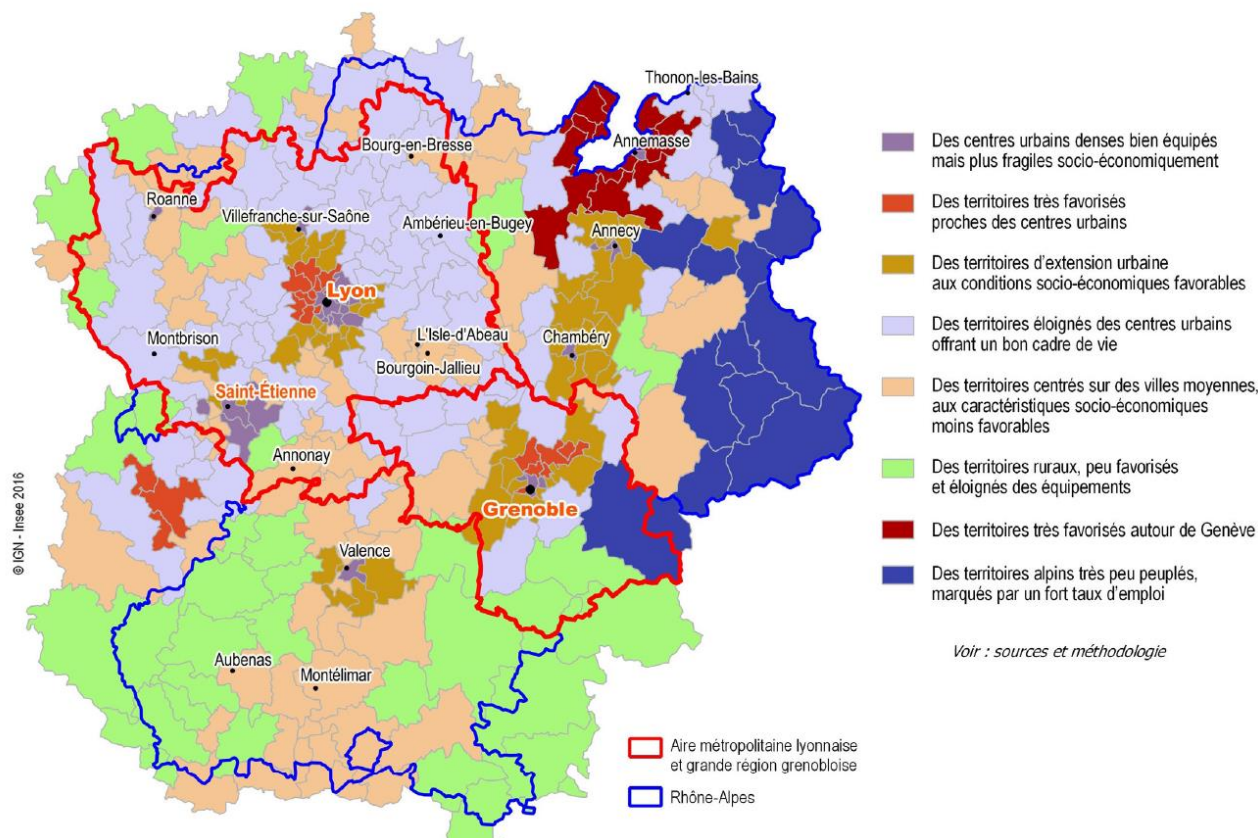 Thonon-les-Bains
Annemasse
Bourg-en-Bresse
Roanne
Villefranche-sur-Saône
Ambérieu-en-Bugey
Annecy
Lyon
L'Isle-d'Abeau
Montbrison
Chambéry
Bourgoin-Jallieu
Saint-Étienne
Annonay
Grenoble
Valence
Aubenas
Montélimar
© IGN - Insee 2016
Des centres urbains denses bien équipés
mais plus fragiles socio-économiquement
Des territoires très favorisés
proches des centres urbains
Des territoires d'extension urbaine
aux conditions socio-économiques favorables
Des territoires éloignés des centres urbains
offrant un bon cadre de vie
Des territoires centrés sur des villes moyennes,
aux caractéristiques socio-économiques
moins favorables
Des territoires ruraux, peu favorisés
et éloignés des équipements
Des territoires très favorisés autour de Genève
Des territoires alpins très peu peuplés,
marqués par un fort taux d'emploi
Voir : sources et méthodologie
Aire métropolitaine lyonnaise
et grande région grenobloise
Rhône-Alpes